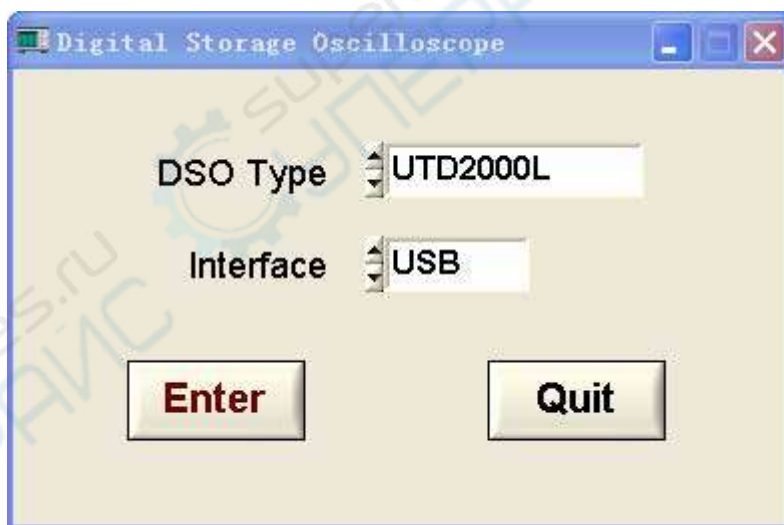 Digital Storage Oscilloscope
DSO Type UTD2000L
Interface USB
Enter Quit